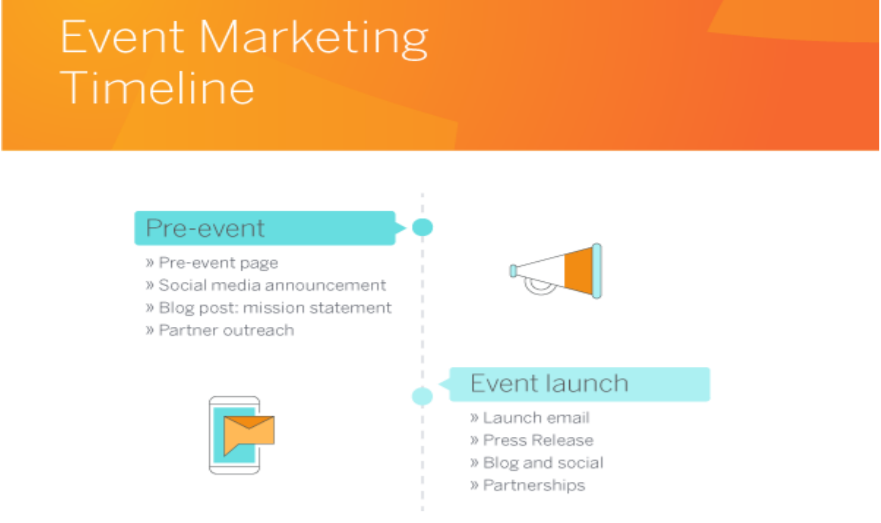 Event Marketing
Timeline
Pre-event
» Pre-event page
» Social media announcement
» Blog post: mission statement
» Partner outreach
Event launch
» Launch email
» Press Release
» Blog and social
» Partnerships